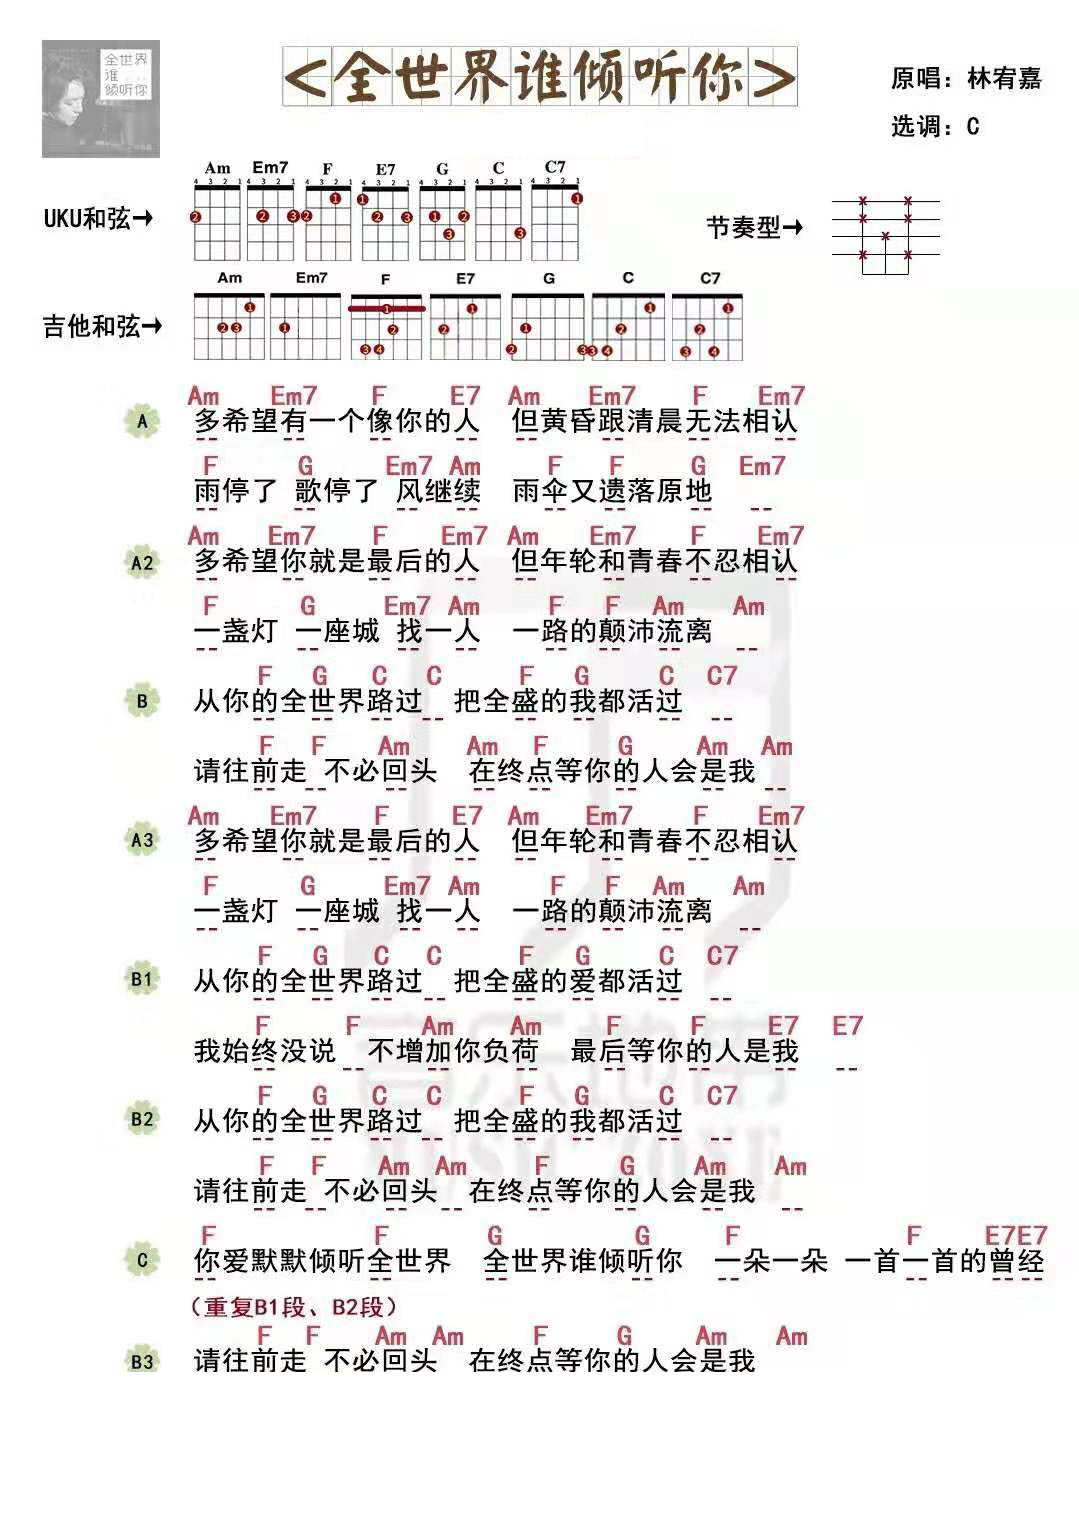 全世界
谁
倾听你
<全世界谁倾听你>
原唱：林宥嘉
选调：C
Am Em7 F E7 G C C7
UKU和弦→
节奏型→
Am Em7 F E7 G C C7
吉他和弦→
Am Em7 F E7 Am Em7 F Em7
A 多希望有一个像你的人 但黄昏跟清晨无法相认
F G Em7 Am F F G Em7
雨停了 歌停了 风继续 雨伞又遗落原地
Am Em7 F Em7 Am Em7 F Em7
A2 多希望你就是最后的人 但年轮和青春不忍相认
F G Em7 Am F F Am Am
一盏灯 一座城 找一人 一路的颠沛流离
F G C C F G C C7
B 从你的全世界路过 把全盛的我都活过
F F Am Am F G Am Am
请往前走 不必回头 在终点等你的人会是我
Am Em7 F E7 Am Em7 F Em7
A3 多希望你就是最后的人 但年轮和青春不忍相认
F G Em7 Am F F Am Am
一盏灯 一座城 找一人 一路的颠沛流离
F G C C F G C C7
B1 从你的全世界路过 把全盛的爱都活过
F F Am Am F F E7 E7
我始终没说 不增加你负荷 最后等你的人是我
F G C C F G C C7
B2 从你的全世界路过 把全盛的我都活过
F F Am Am F G Am Am
请往前走 不必回头 在终点等你的人会是我
F F G G F F E7E7
C 你爱默默倾听全世界 全世界谁倾听你 一朵一朵 一首一首的曾经
（重复B1段、B2段）
F F Am Am F G Am Am
B3 请往前走 不必回头 在终点等你的人会是我
音乐地带
MUSIC ZONE